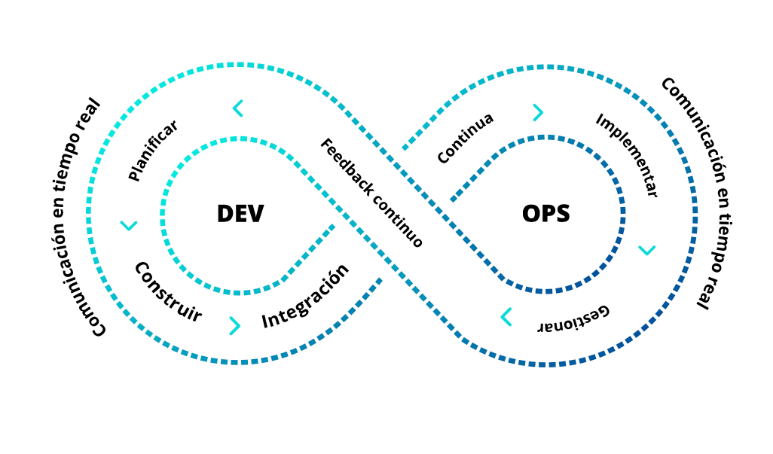 Comunicación en tiempo real
Planificar
DEV
Construir
Integración
Feedback continuo
Continua
Implementar
OPS
Gestionar
Comunicación en tiempo real